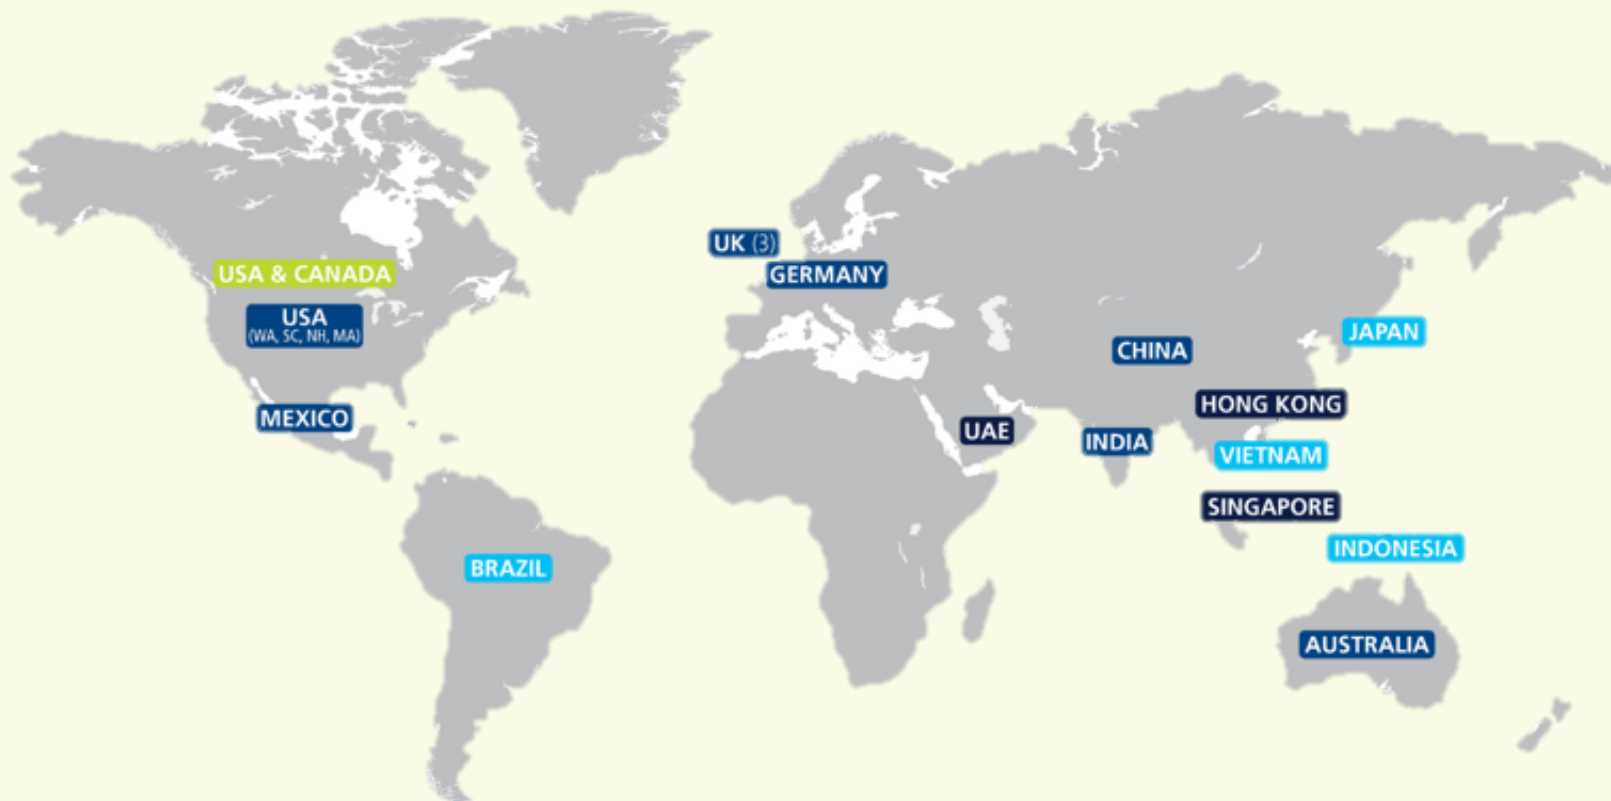 USA & CANADA
USA
(WA, SC, NH, MA)
MEXICO
BRAZIL
UK (3)
GERMANY
UAE
CHINA
INDIA
JAPAN
HONG KONG
VIETNAM
SINGAPORE
INDONESIA
AUSTRALIA